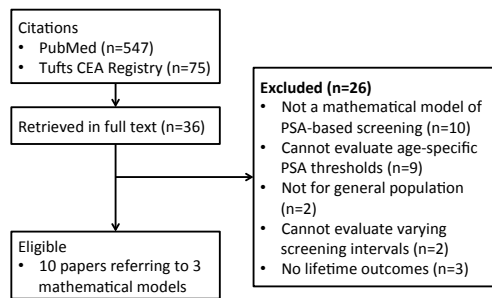 Citations
• PubMed (n=547)
• Tufts CEA Registry (n=75)
Retrieved in full text (n=36)
Excluded (n=26)
• Not a mathematical model of
PSA-based screening (n=10)
• Cannot evaluate age-specific
PSA thresholds (n=9)
• Not for general population
(n=2)
• Cannot evaluate varying
screening intervals (n=2)
• No lifetime outcomes (n=3)
Eligible
• 10 papers referring to 3
mathematical models